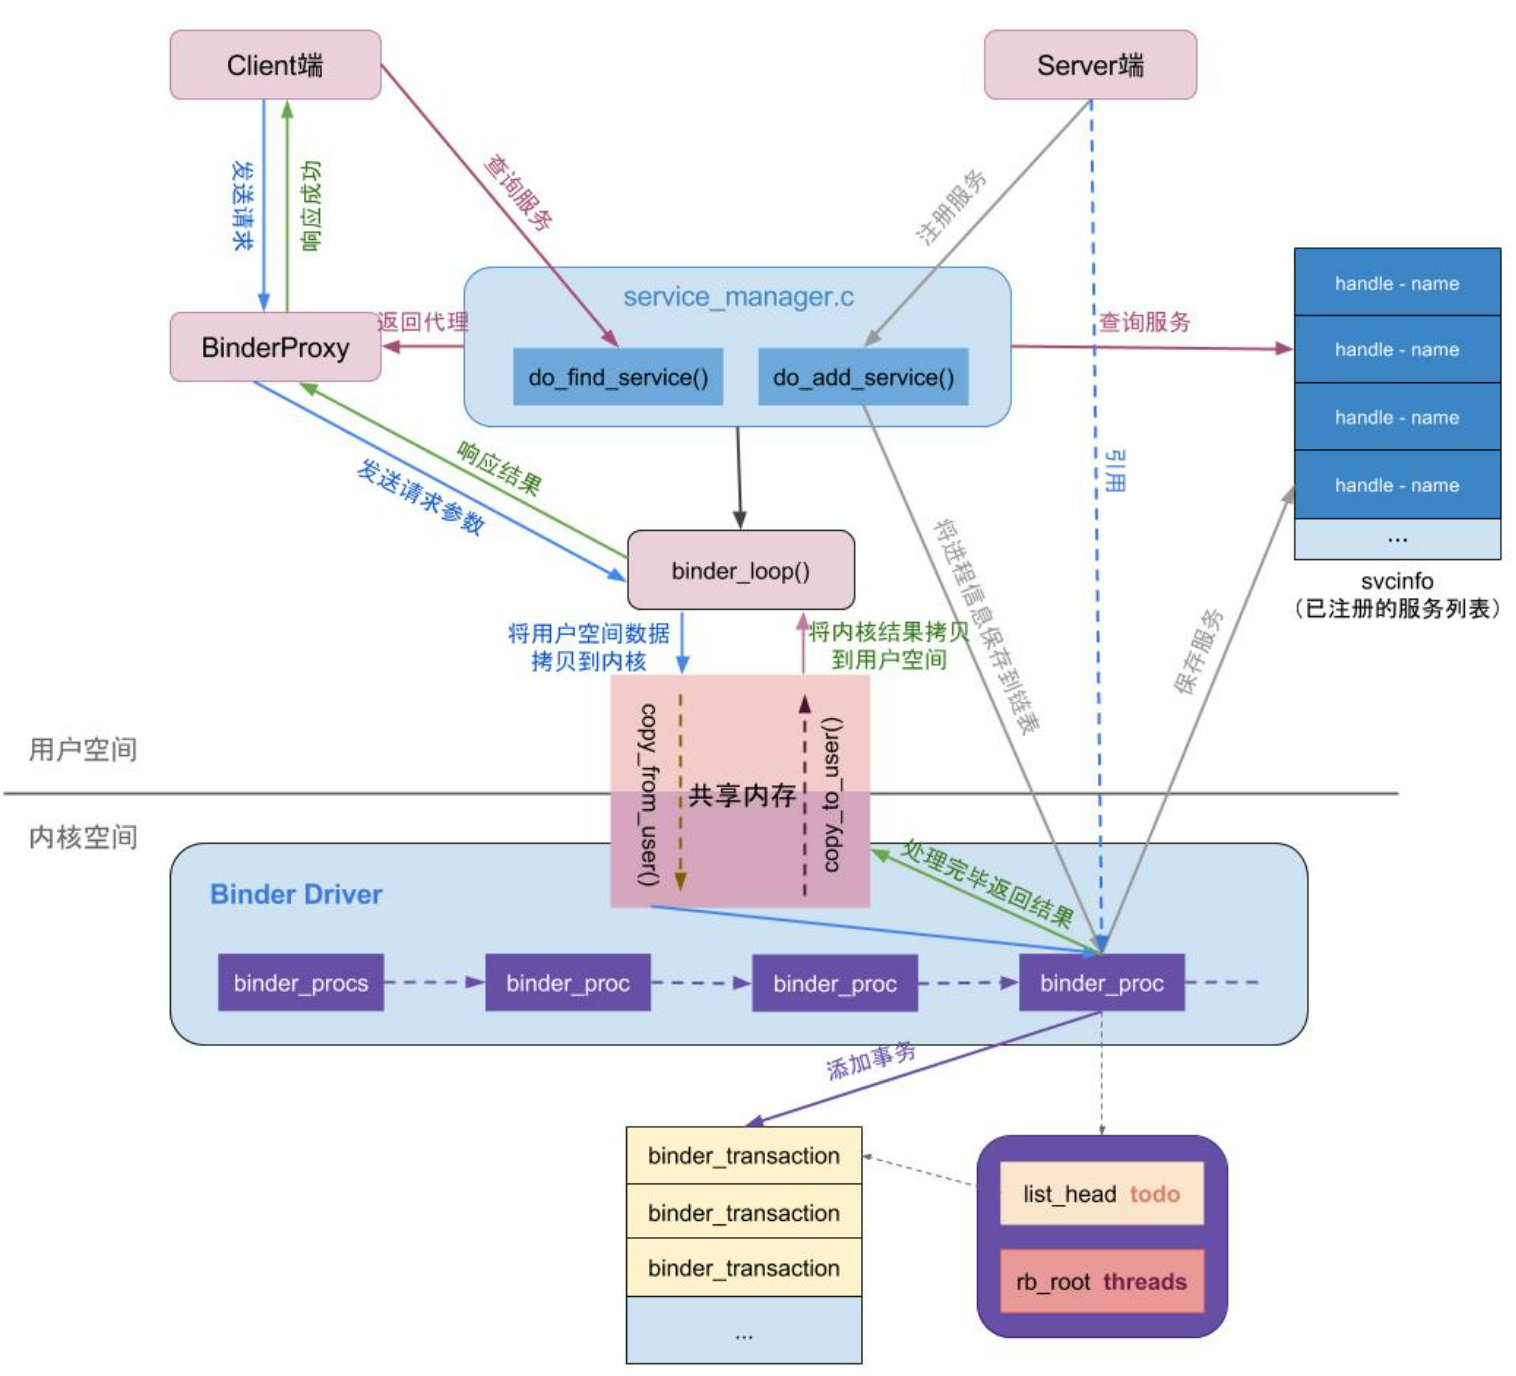 Client端
Server端
发送请求
响应成功
查询服务
注册服务
service_manager.c
do_find_service()
do_add_service()
返回代理
BinderProxy
查询服务
handle - name
handle - name
handle - name
handle - name
...
svcinfo
（已注册的服务列表）
引用
响应结果
发送请求参数
binder_loop()
将用户空间数据
拷贝到内核
将内核结果拷贝
到用户空间
将进程信息保存到链表
保存服务
用户空间
内核空间
copy_from_user()
共享内存
copy_to_user()
处理完毕返回结果
Binder Driver
binder_procs
binder_proc
binder_proc
binder_proc
添加事务
binder_transaction
binder_transaction
binder_transaction
...
list_head todo
rb_root threads